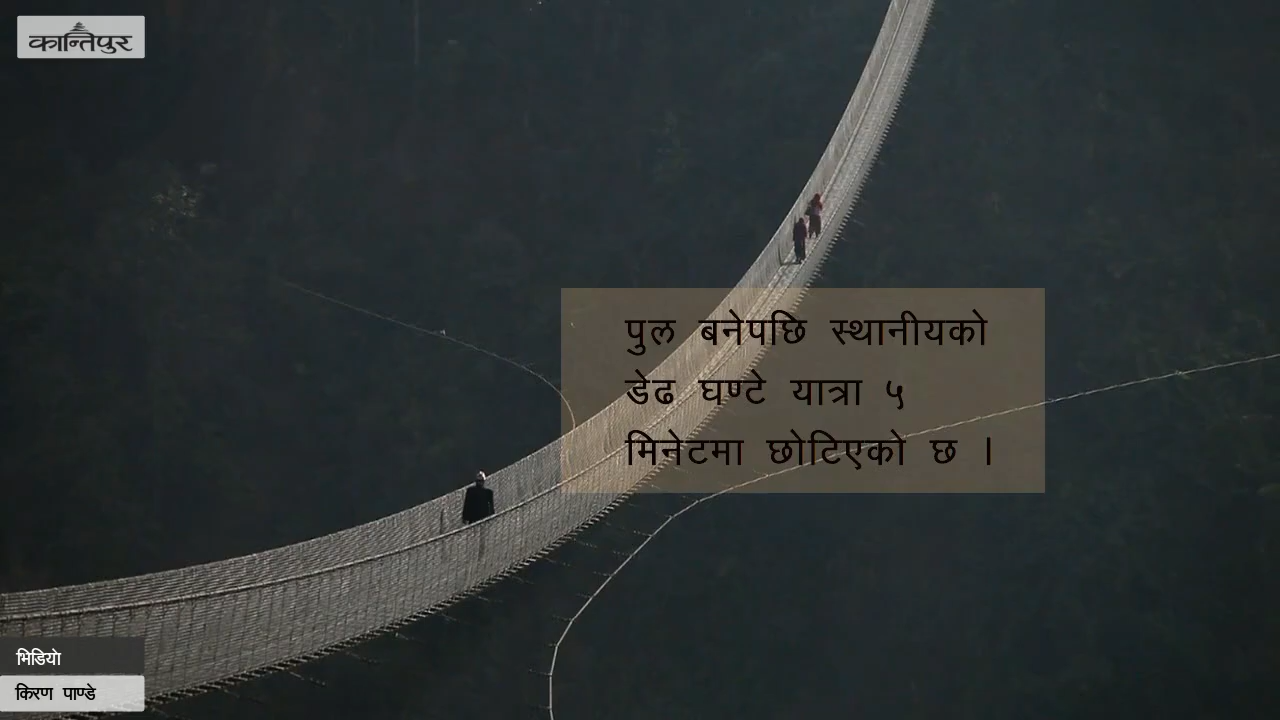 कान्तिपुर
पुल बनेपछि स्थानीयको
डेढ घण्टे यात्रा ५
मिनेटमा छोटिएको छ ।
भिडियो
किरण पाण्डे